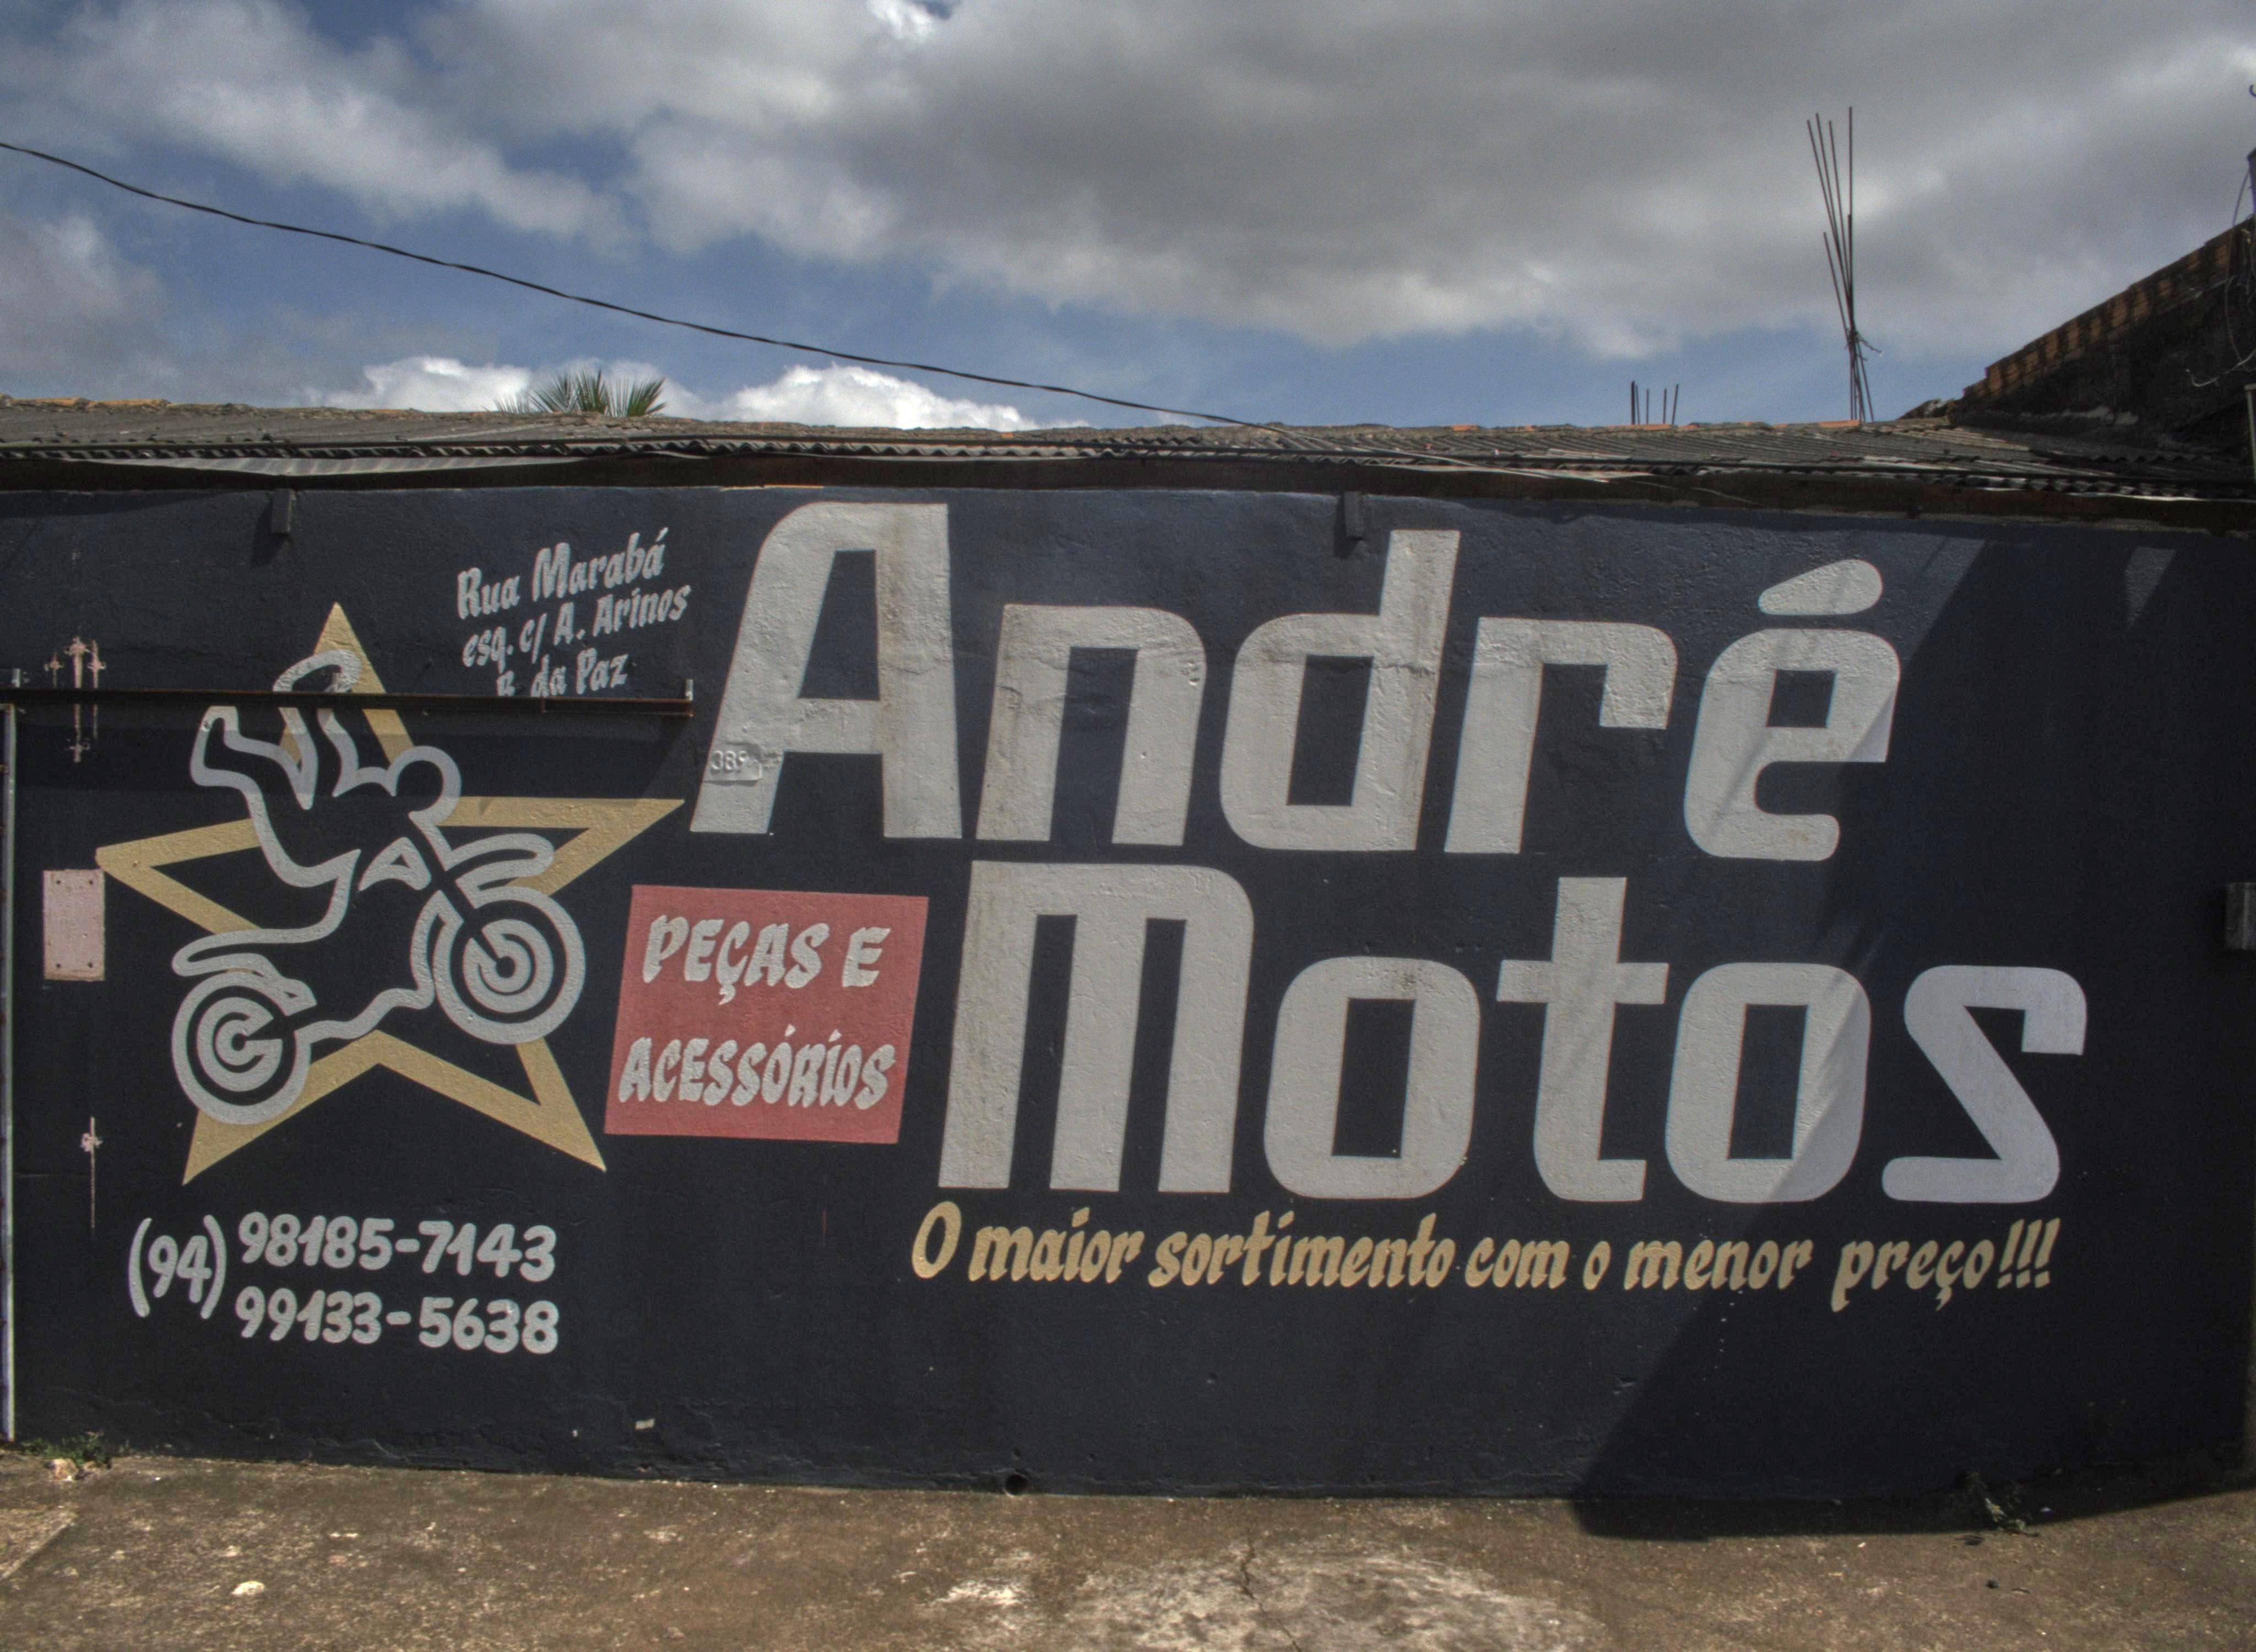 Rua Marabá
esq. c/ A. Arinos
B. da Paz
André
Motos
PEÇAS E
ACESSÓRIOS
O maior sortimento com o menor preço!!!
(94) 98185-7143
99133-5638